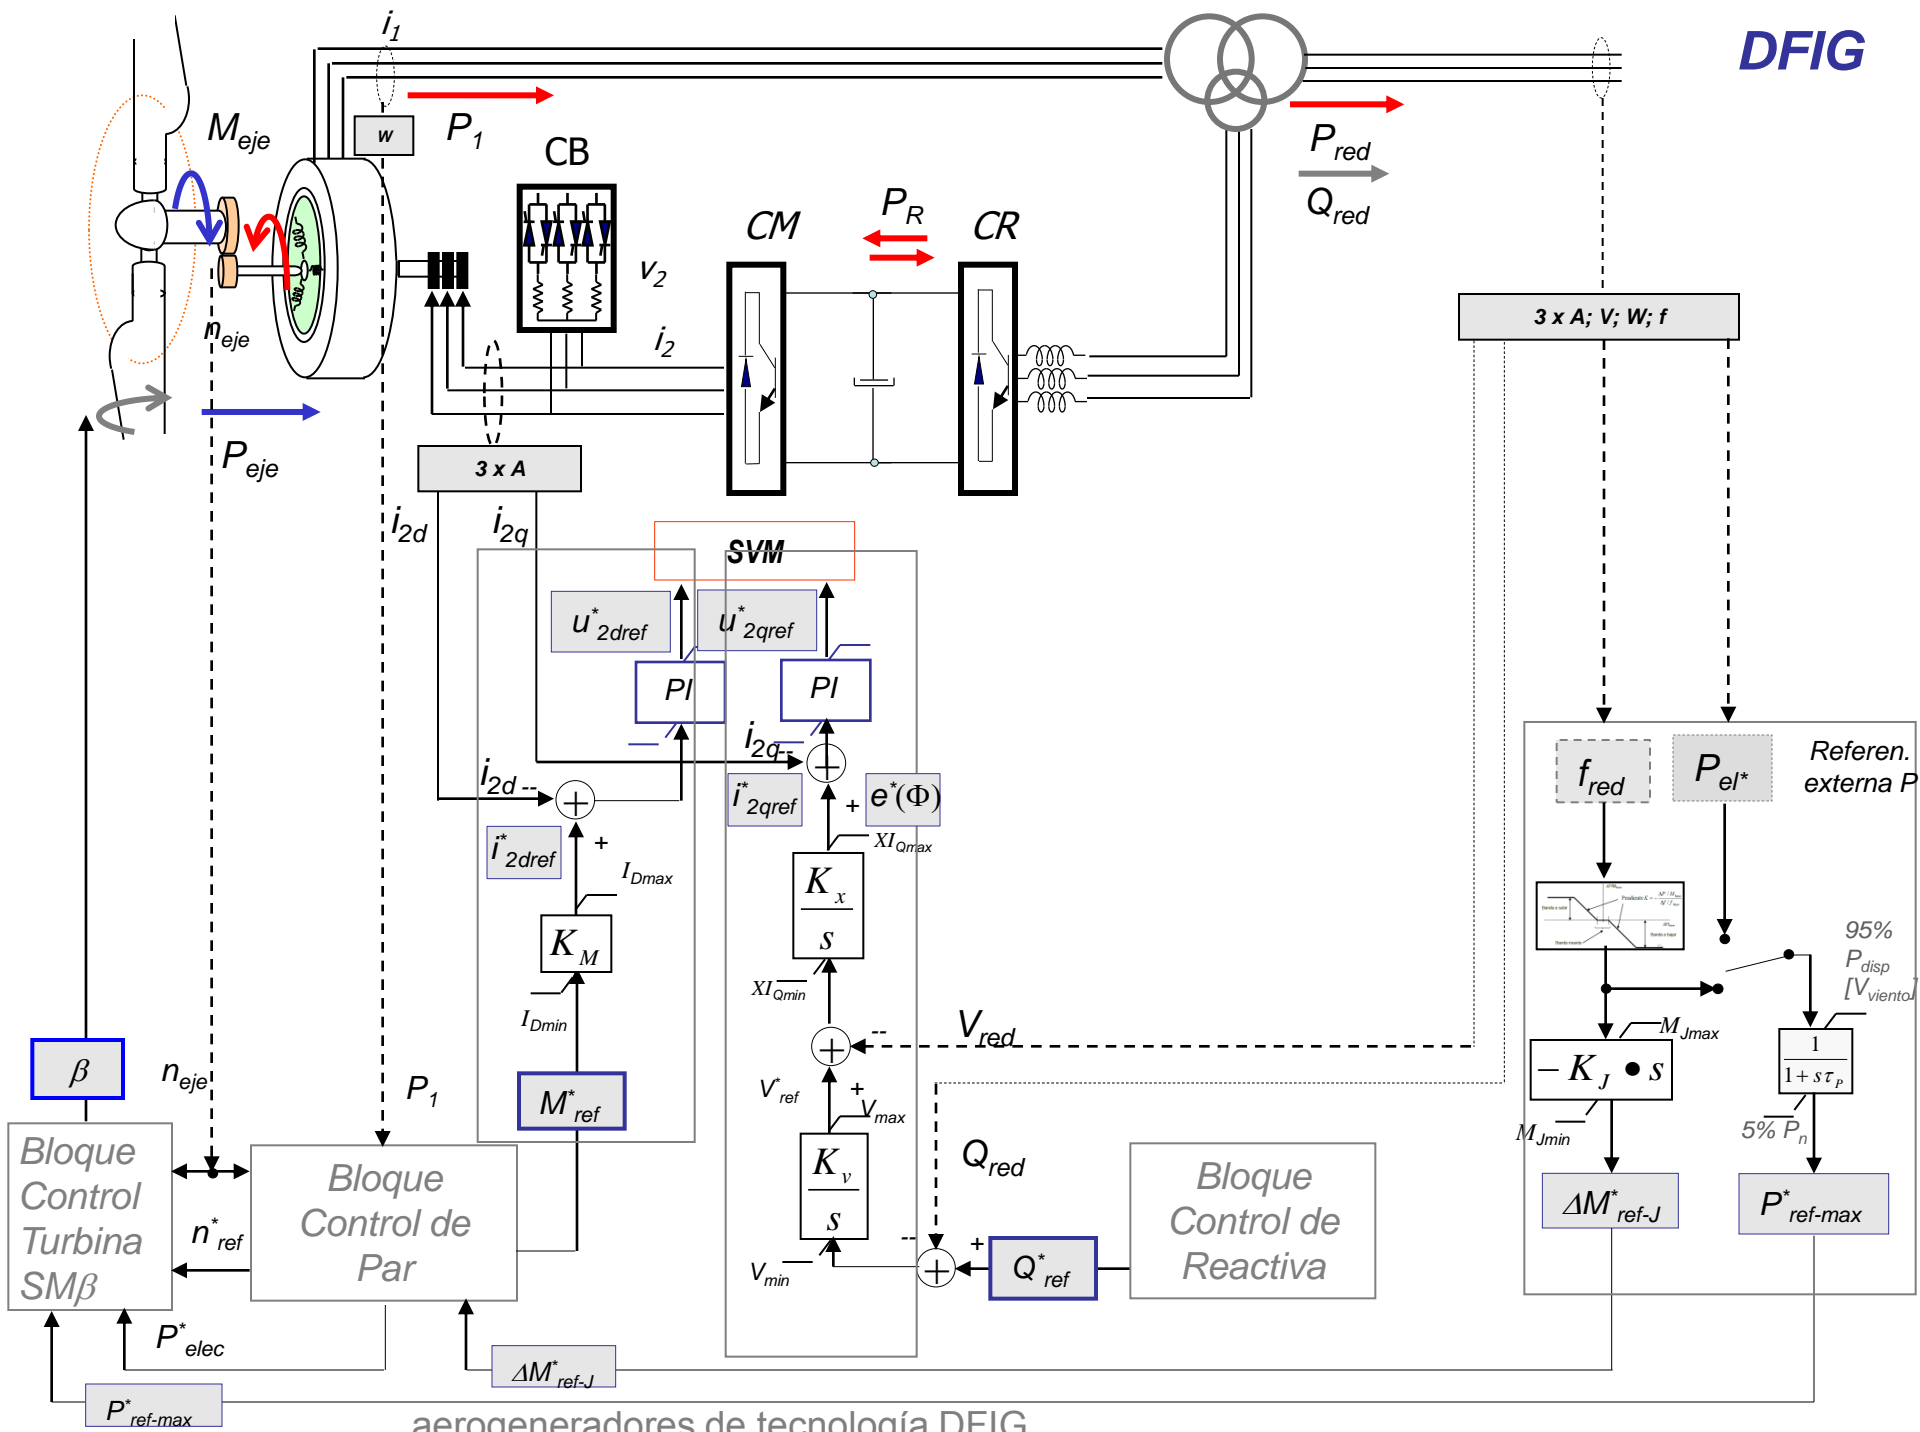 DFIG
i1
W
P1
Meje
CB
CM
PR
CR
Pred
Qred
v2
i2
neje
Peje
3 x A
3 x A; V; W; f
i2d
i2q
SVM
u*2dref
u*2qref
PI
PI
i2q --
i2d --
i*2qref
+
e*(Φ)
XIQmax
i*2dref
+
IDmax
Kx
s
KM
XIQmin
IDmin
fred
Pel*
Referen.
externa P
95%
Pdisp
[Vviento]
Vred
--
V*ref
+
Vmax
MJmax
– KJ ● s
1
1 + sτP
MJmin
5% Pn
β
neje
P1
M*ref
Kv
s
Qred
Vmin
--
+
Q*ref
Bloque
Control de
Reactiva
ΔM*ref-J
P*ref-max
Bloque
Control
Turbina
SMβ
n*ref
Bloque
Control de
Par
P*elec
ΔM*ref-J
P*ref-max
aerogeneradores de tecnología DFIG